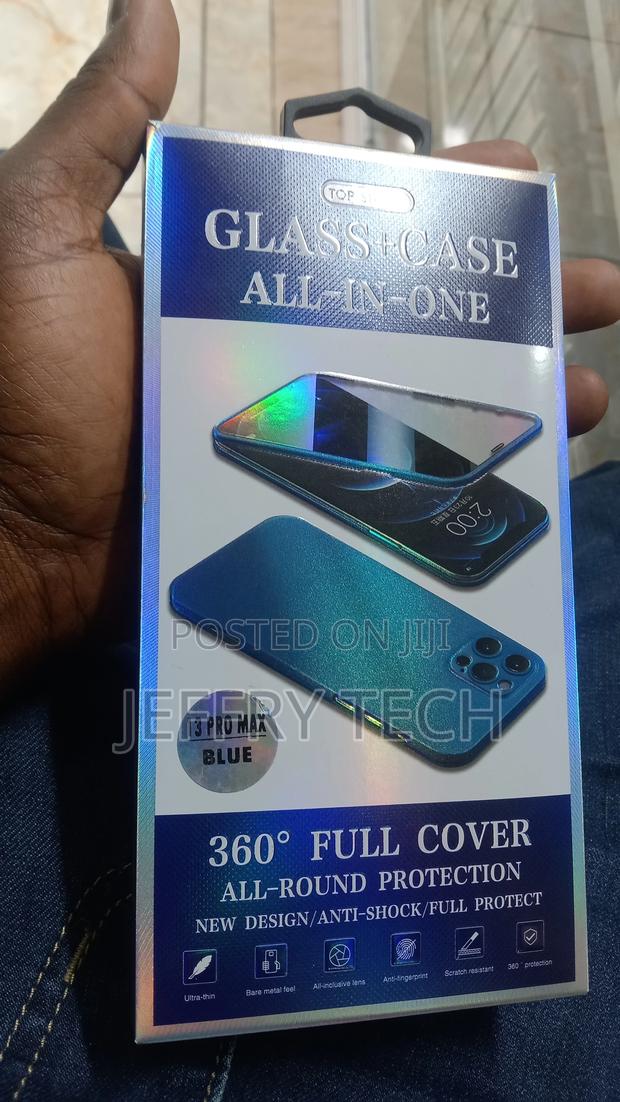 TOP
GLASS+CASE
ALL-IN-ONE
2:00
POSTED ON JIJI
JEFERY TECH
13 PRO MAX
BLUE
360° FULL COVER
ALL-ROUND PROTECTION
NEW DESIGN/ANTI-SHOCK/FULL PROTECT
Ultra-thin
Bare metal feel
All-inclusive lens
Anti-fingerprint
Scratch resistant
360° protection